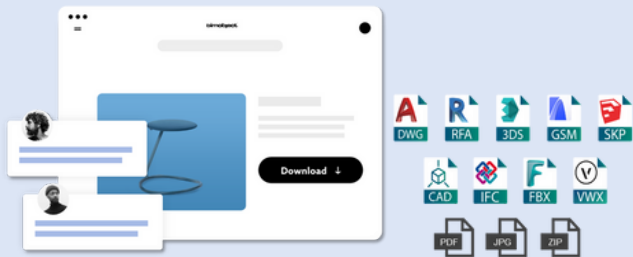 bimobject
Download ↓
DWG
RFA
3DS
GSM
SKP
CAD
IFC
FBX
VWX
PDF
JPG
ZIP